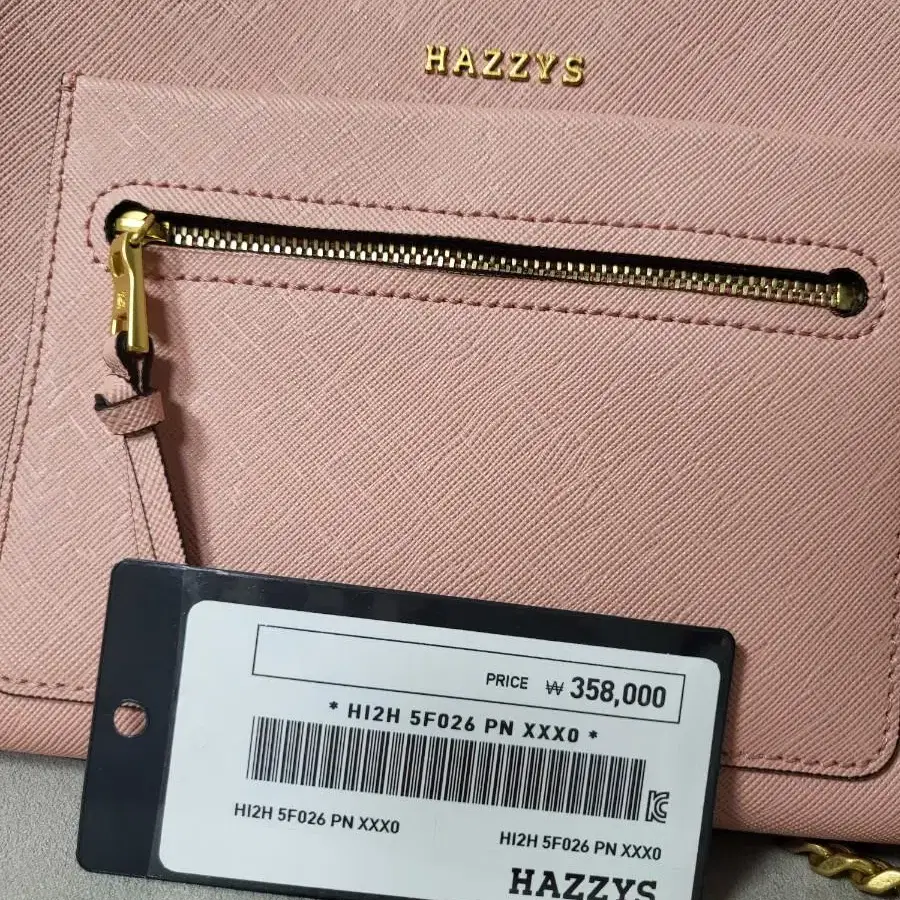 HAZZYS
PRICE ₩ 358,000
* HI2H 5F026 PN XXX0 *
HI2H 5F026 PN XXX0
HI2H 5F026 PN XXX0
HAZZYS